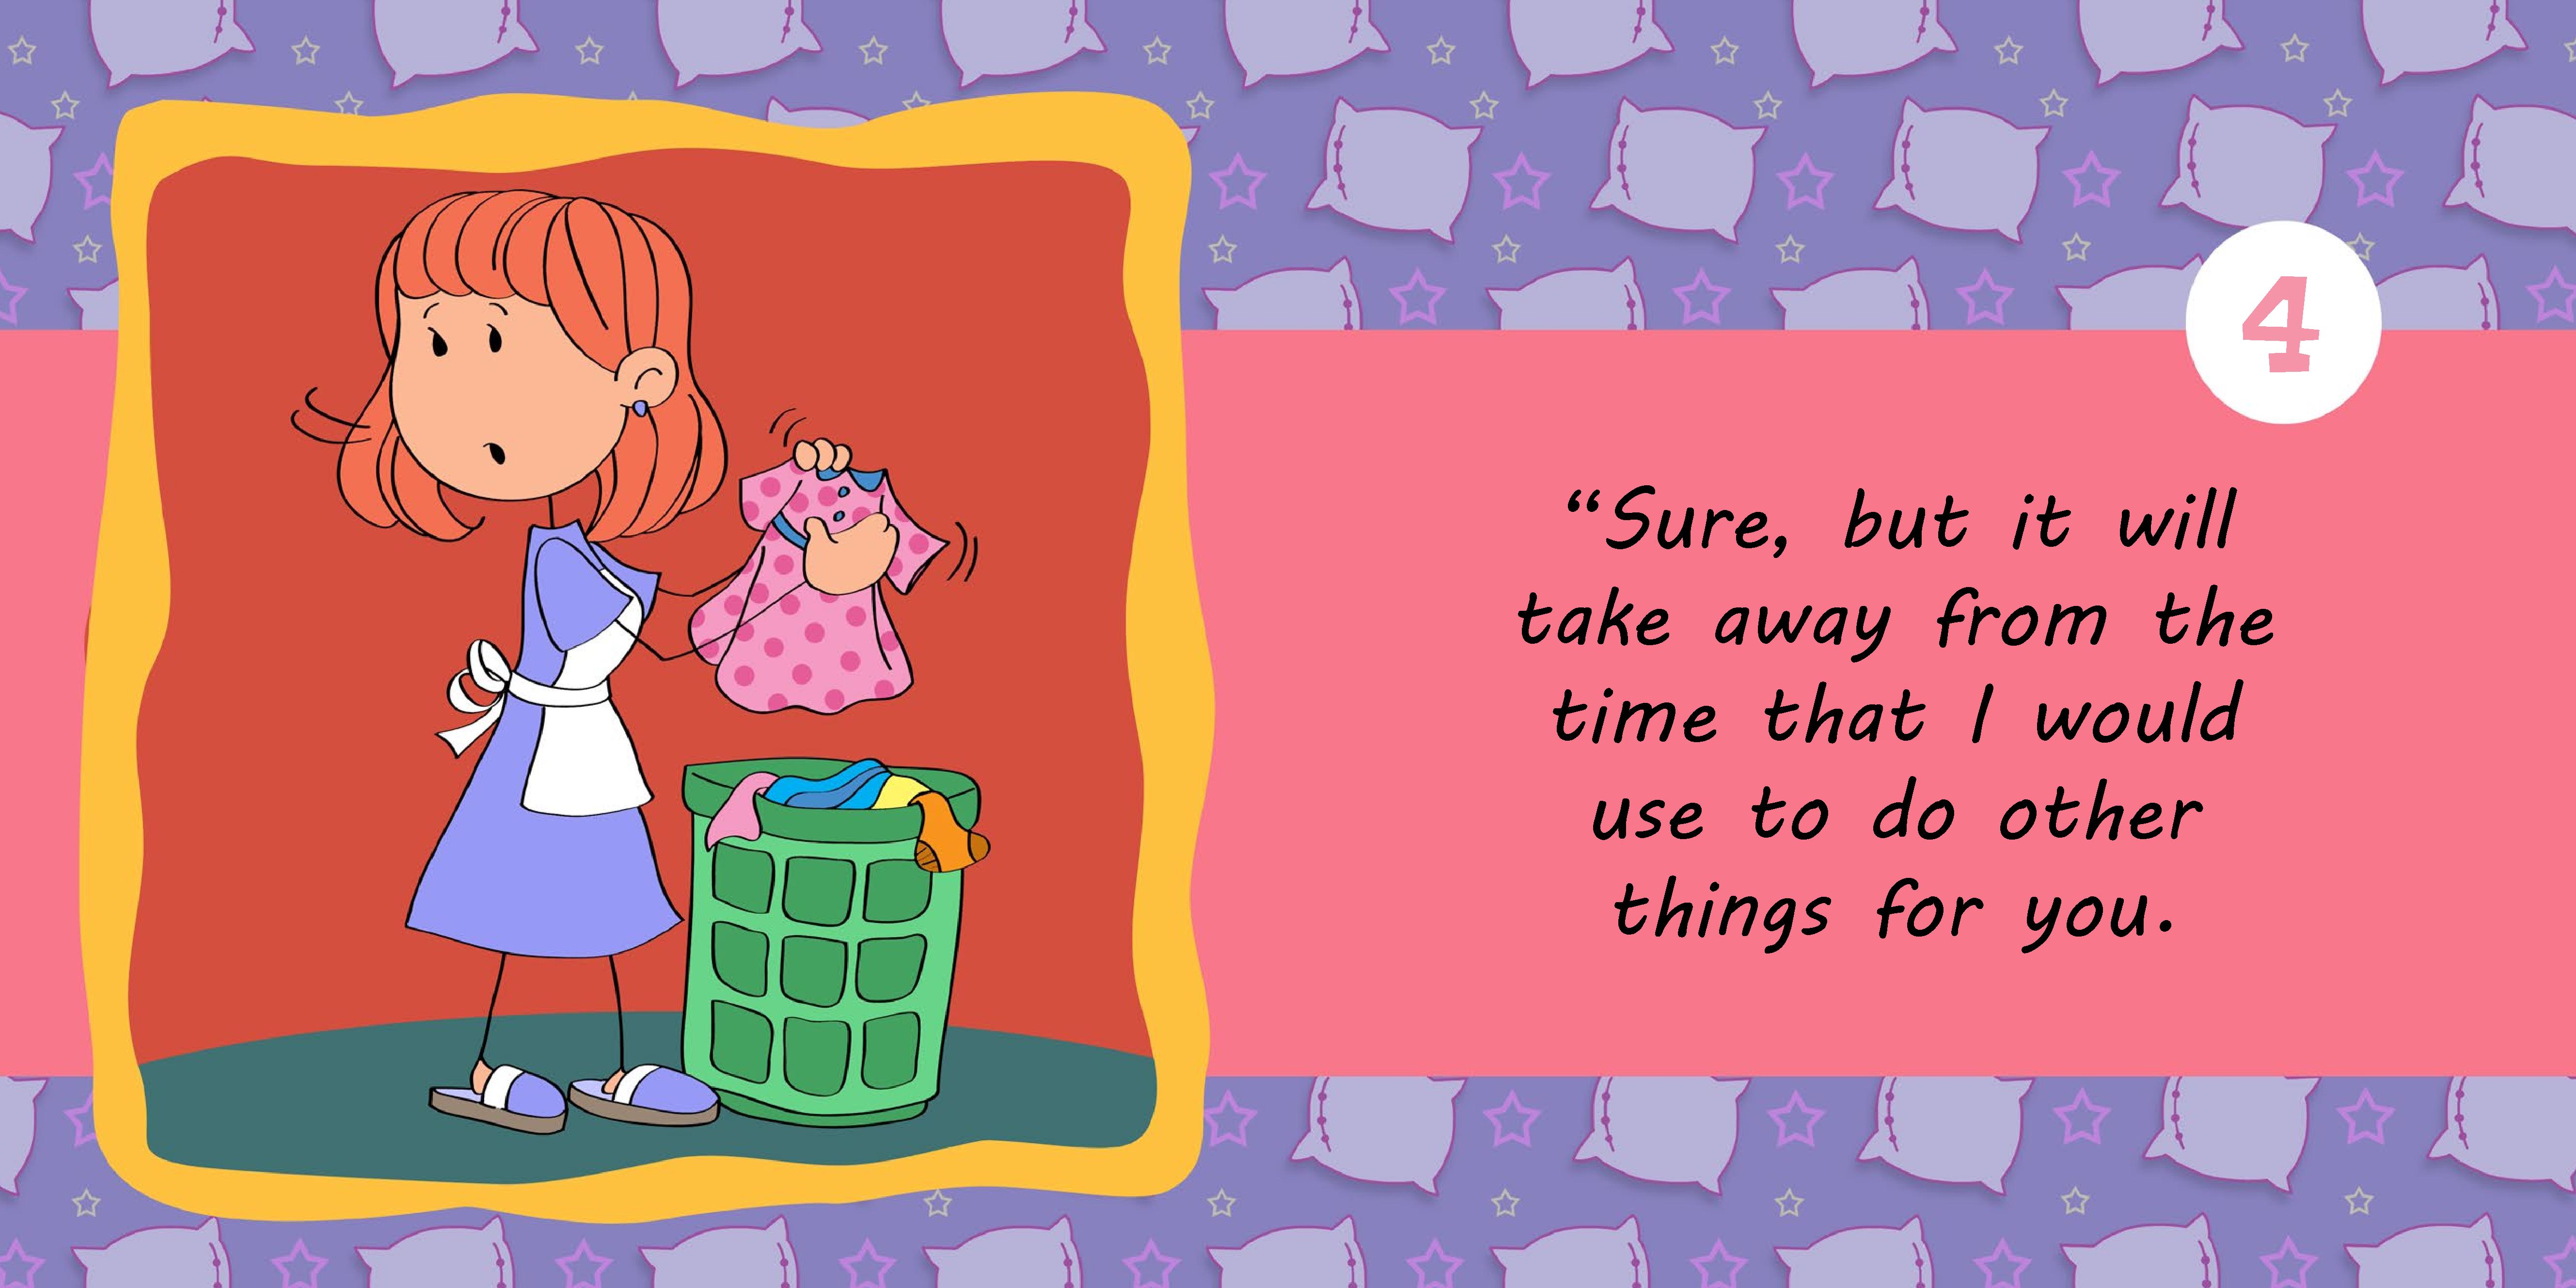 4
“Sure, but it will
take away from the
time that I would
use to do other
things for you.